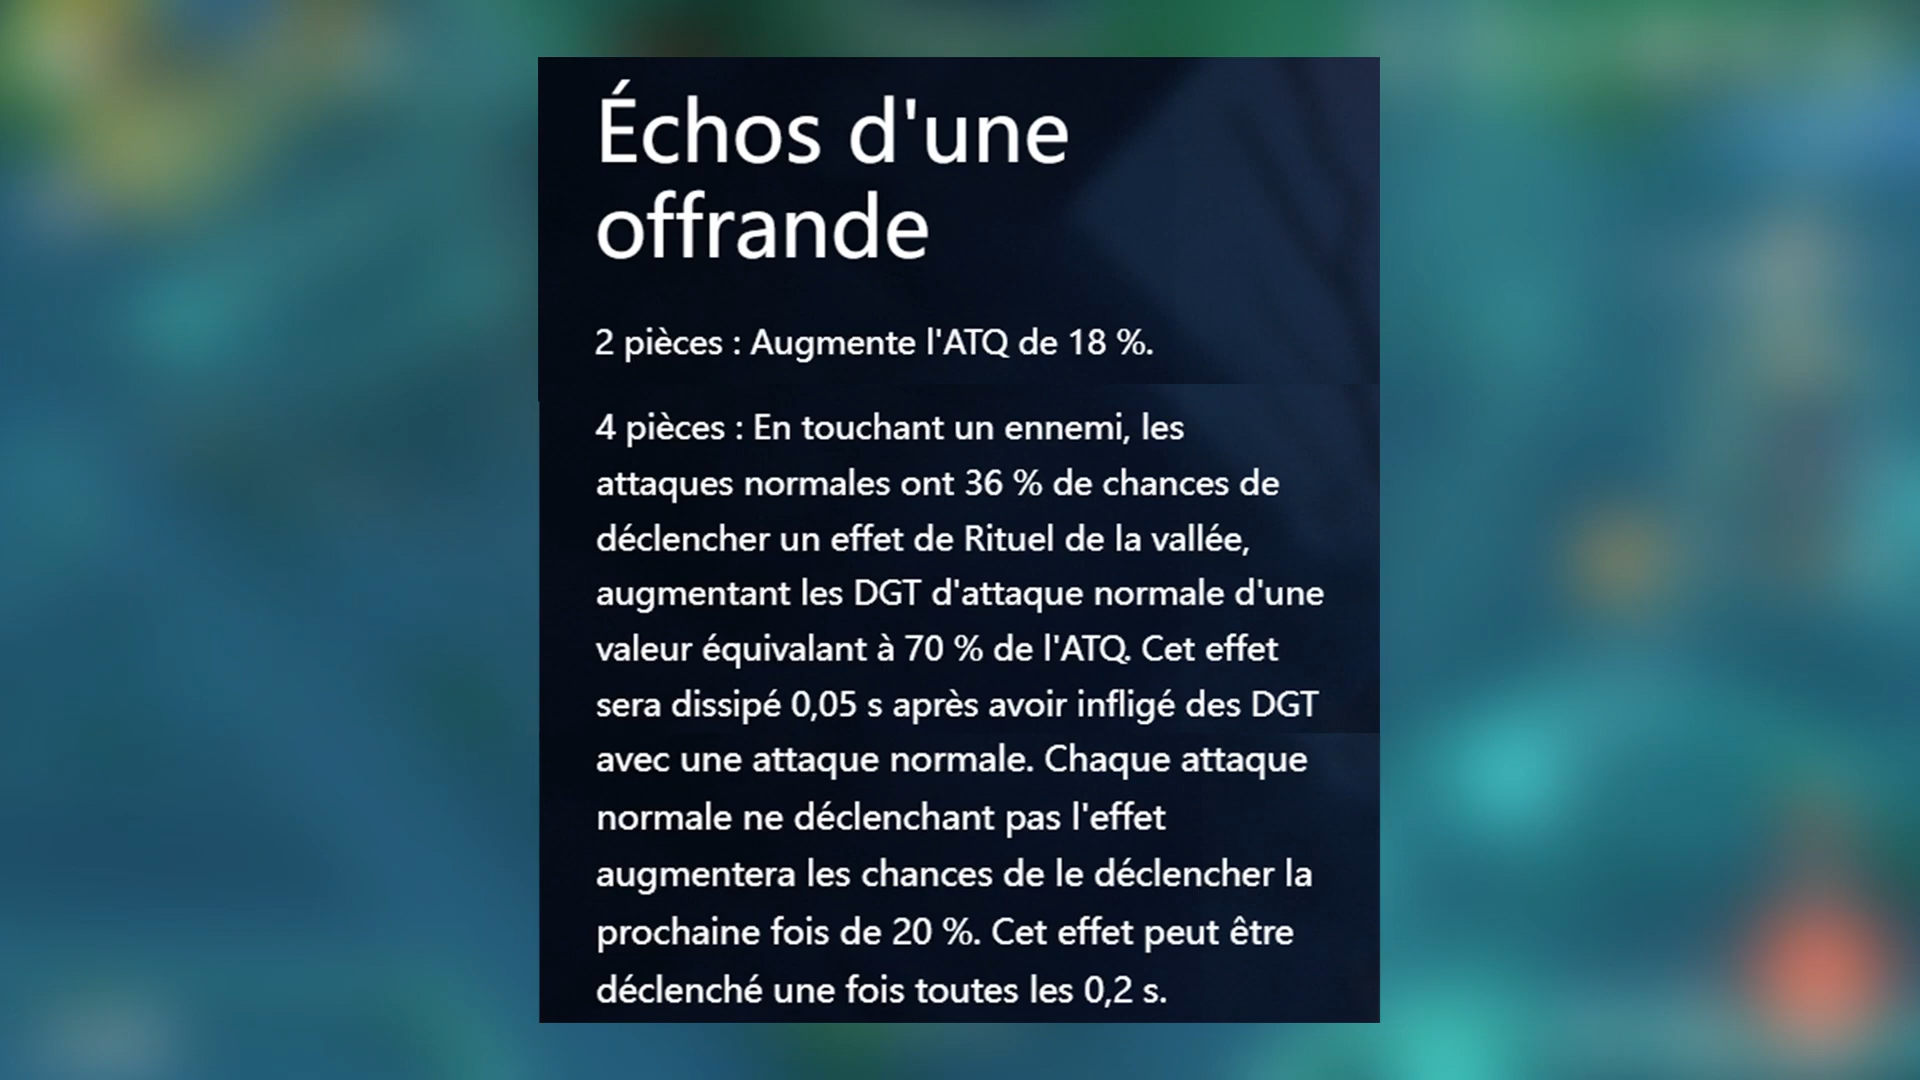 Échos d'une
offrande
2 pièces : Augmente l'ATQ de 18 %.
4 pièces : En touchant un ennemi, les
attaques normales ont 36 % de chances de
déclencher un effet de Rituel de la vallée,
augmentant les DGT d'attaque normale d'une
valeur équivalant à 70 % de l'ATQ. Cet effet
sera dissipé 0,05 s après avoir infligé des DGT
avec une attaque normale. Chaque attaque
normale ne déclenchant pas l'effet
augmentera les chances de le déclencher la
prochaine fois de 20 %. Cet effet peut être
déclenché une fois toutes les 0,2 s.